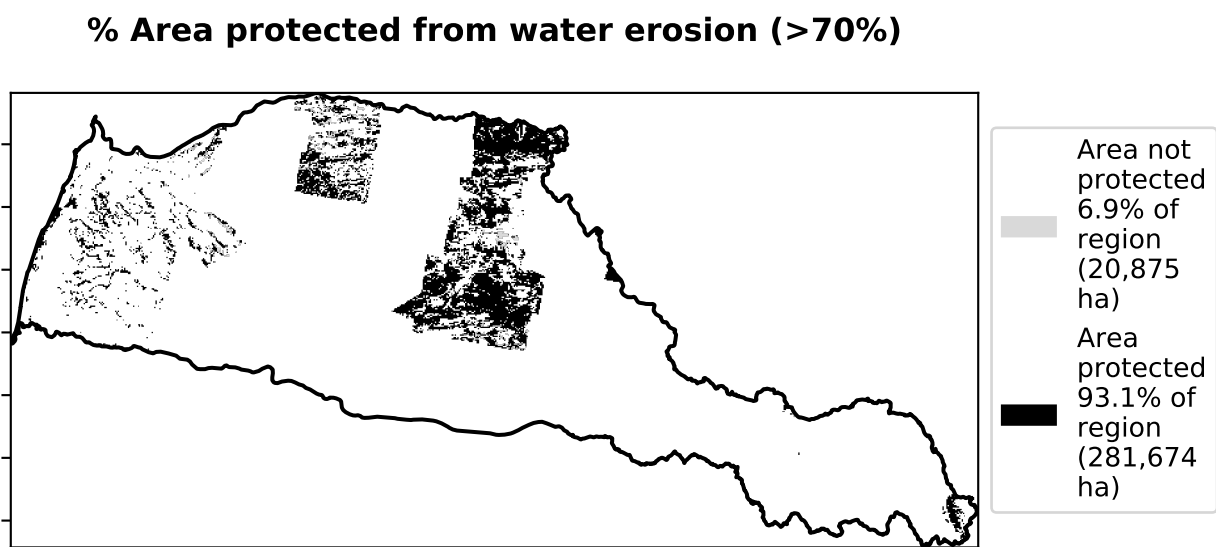 % Area protected from water erosion (>70%)
Area not
protected
6.9% of
region
(20,875
ha)
Area
protected
93.1% of
region
(281,674
ha)